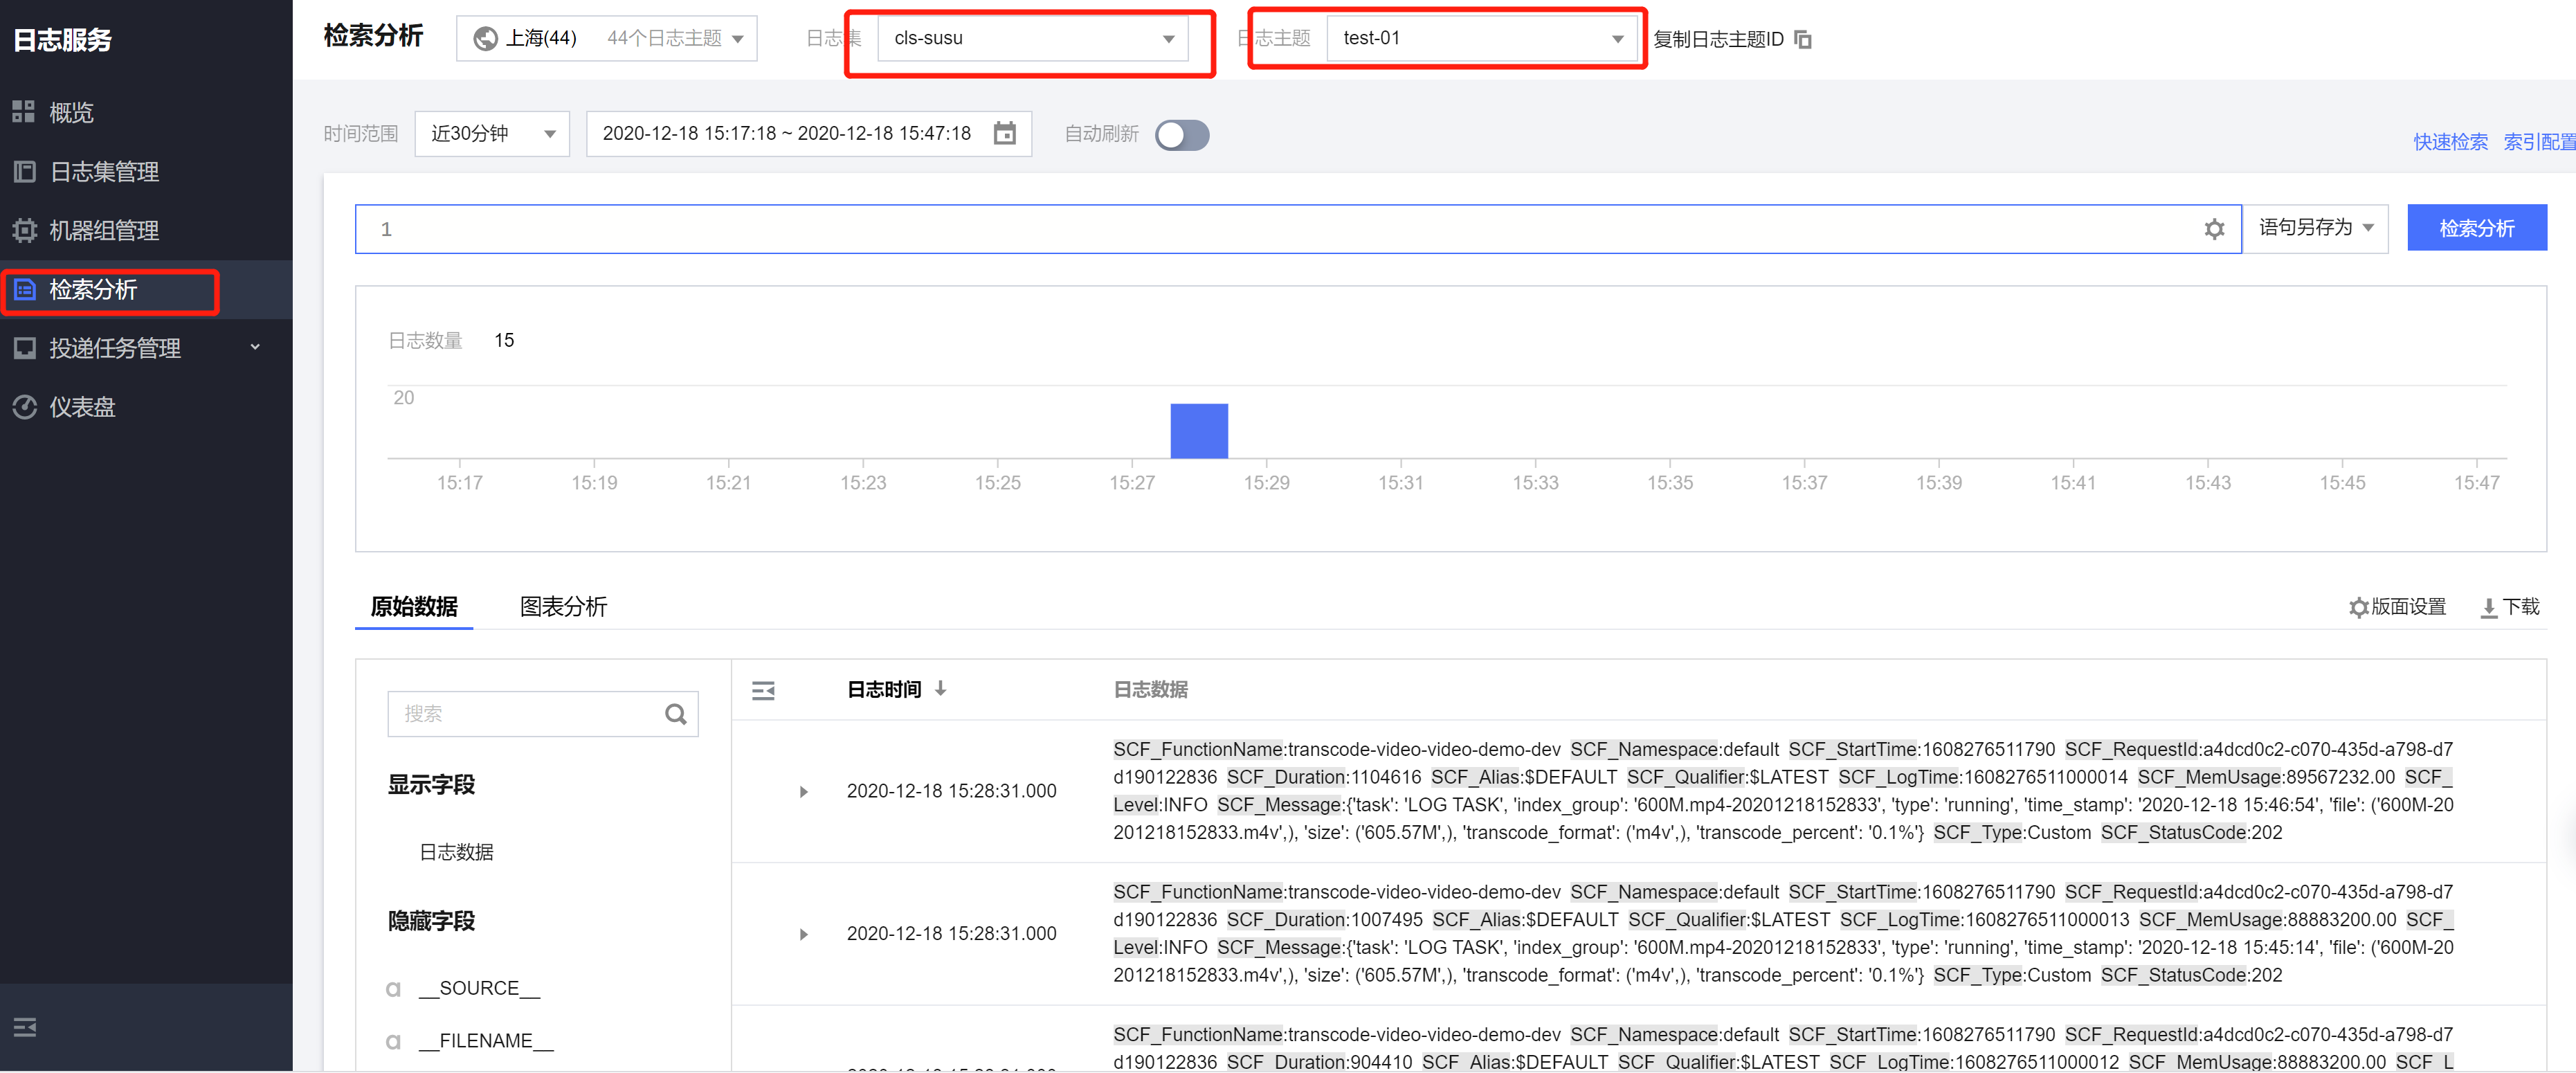 日志服务
概览
日志集管理
机器组管理
检索分析
投递任务管理
仪表盘
检索分析
上海(44) 44个日志主题
日志集 cls-susu
日志主题 test-01
复制日志主题ID
时间范围 近30分钟 2020-12-18 15:17:18 ~ 2020-12-18 15:47:18 自动刷新
快速检索 索引配置
1
语句另存为 检索分析
日志数量 15
20
15:17 15:19 15:21 15:23 15:25 15:27 15:29 15:31 15:33 15:35 15:37 15:39 15:41 15:43 15:45 15:47
原始数据 图表分析
版面设置 下载
搜索
显示字段
日志数据
隐藏字段
a __SOURCE__
a __FILENAME__
日志时间 日志数据
2020-12-18 15:28:31.000
SCF_FunctionName:transcode-video-video-demo-dev SCF_Namespace:default SCF_StartTime:1608276511790 SCF_RequestId:a4dcd0c2-c070-435d-a798-d7
d190122836 SCF_Duration:1104616 SCF_Alias:$DEFAULT SCF_Qualifier:$LATEST SCF_LogTime:1608276511000014 SCF_MemUsage:89567232.00 SCF_
Level:INFO SCF_Message:{'task': 'LOG TASK', 'index_group': '600M.mp4-20201218152833', 'type': 'running', 'time_stamp': '2020-12-18 15:46:54', 'file': ('600M-20
201218152833.m4v',), 'size': ('605.57M',), 'transcode_format': ('m4v',), 'transcode_percent': '0.1%'} SCF_Type:Custom SCF_StatusCode:202
2020-12-18 15:28:31.000
SCF_FunctionName:transcode-video-video-demo-dev SCF_Namespace:default SCF_StartTime:1608276511790 SCF_RequestId:a4dcd0c2-c070-435d-a798-d7
d190122836 SCF_Duration:1007495 SCF_Alias:$DEFAULT SCF_Qualifier:$LATEST SCF_LogTime:1608276511000013 SCF_MemUsage:88883200.00 SCF_
Level:INFO SCF_Message:{'task': 'LOG TASK', 'index_group': '600M.mp4-20201218152833', 'type': 'running', 'time_stamp': '2020-12-18 15:45:14', 'file': ('600M-20
201218152833.m4v',), 'size': ('605.57M',), 'transcode_format': ('m4v',), 'transcode_percent': '0.1%'} SCF_Type:Custom SCF_StatusCode:202
SCF_FunctionName:transcode-video-video-demo-dev SCF_Namespace:default SCF_StartTime:1608276511790 SCF_RequestId:a4dcd0c2-c070-435d-a798-d7
d190122836 SCF_Duration:904410 SCF_Alias:$DEFAULT SCF_Qualifier:$LATEST SCF_LogTime:1608276511000012 SCF_MemUsage:88883200.00 SCF_L